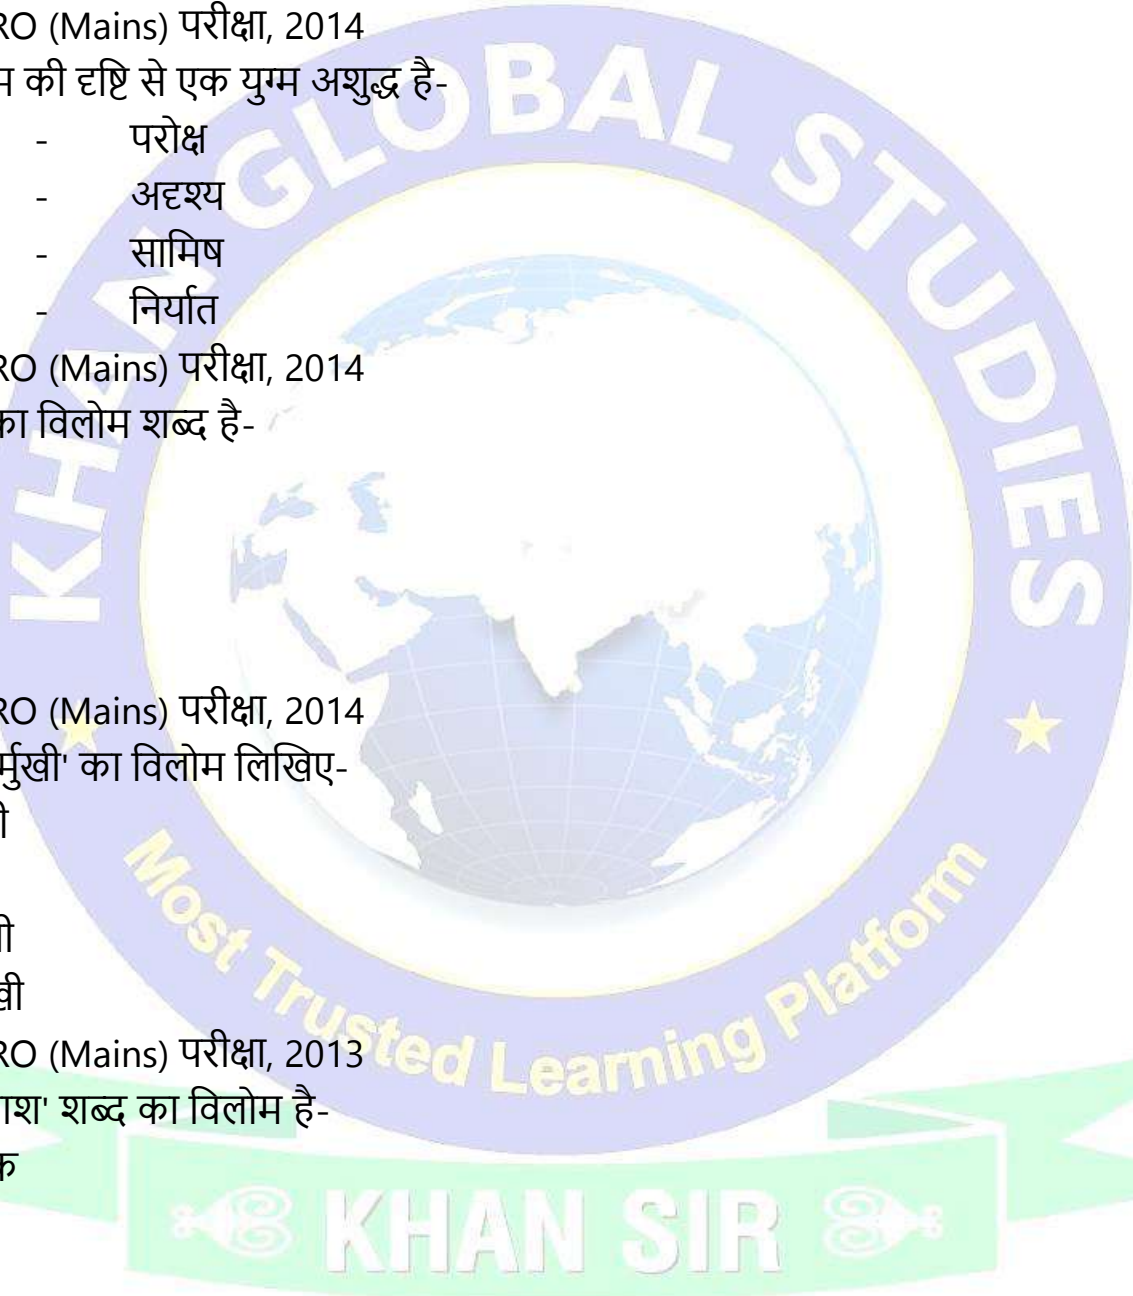 RO (Mains) परीक्षा, 2014
म की दृष्टि से एक युग्म अशुद्ध है-
- परोक्ष
- अदृश्य
- सामिष
- निर्यात
RO (Mains) परीक्षा, 2014
का विलोम शब्द है-
RO (Mains) परीक्षा, 2014
र्मुखी' का विलोम लिखिए-
ी
ी
खी
RO (Mains) परीक्षा, 2013
ाश' शब्द का विलोम है-
क
KHAN GLOBAL STUDIES
Most Trusted Learning Platform
KHAN SIR